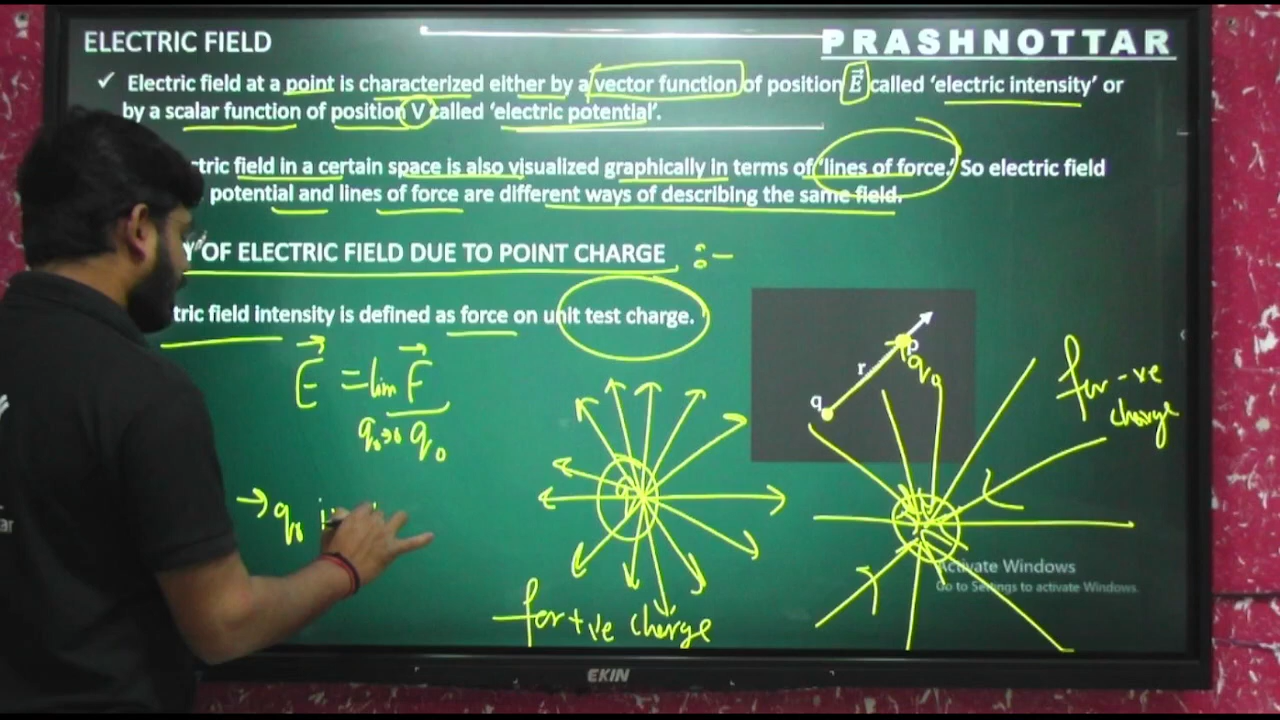 ELECTRIC FIELD
PRASHNOTTAR
✓ Electric field at a point is characterized either by a vector function of position E⃗ called 'electric intensity' or
by a scalar function of position V called 'electric potential'.
tric field in a certain space is also visualized graphically in terms of 'lines of force.' So electric field
potential and lines of force are different ways of describing the same field.
Y OF ELECTRIC FIELD DUE TO POINT CHARGE :-
tric field intensity is defined as force on unit test charge.
E⃗ = lim F⃗
q₀→0 q₀
p
r
q₀
q
for -ve
charge
→ q₀
for +ve charge
Activate Windows
Go to Settings to activate Windows.
EKIN
ar